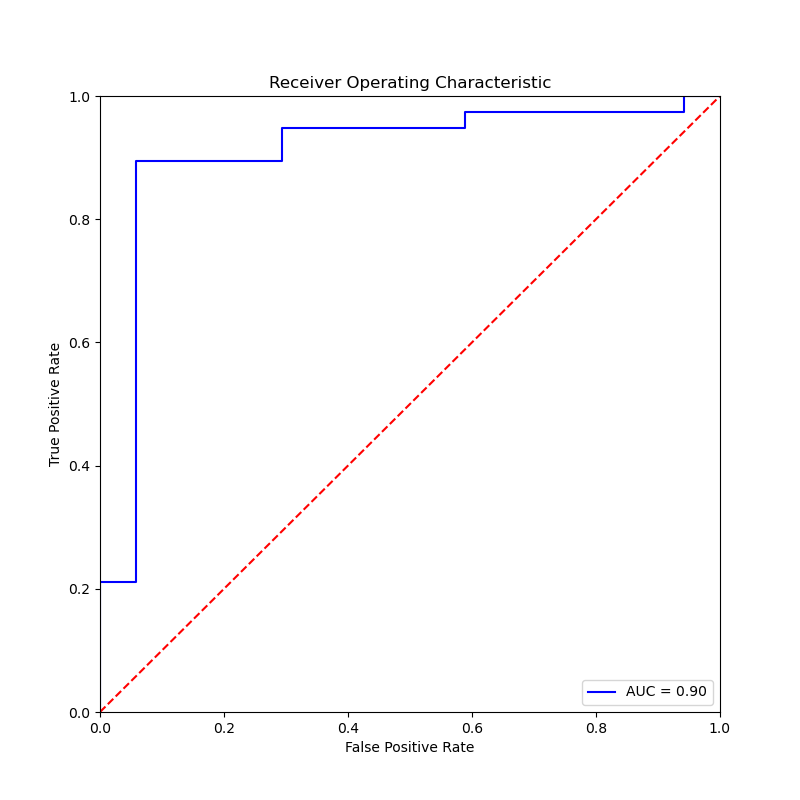 Receiver Operating Characteristic
1.0
0.8
0.6
0.4
0.2
0.0
True Positive Rate
AUC = 0.90
0.0 0.2 0.4 0.6 0.8 1.0
False Positive Rate